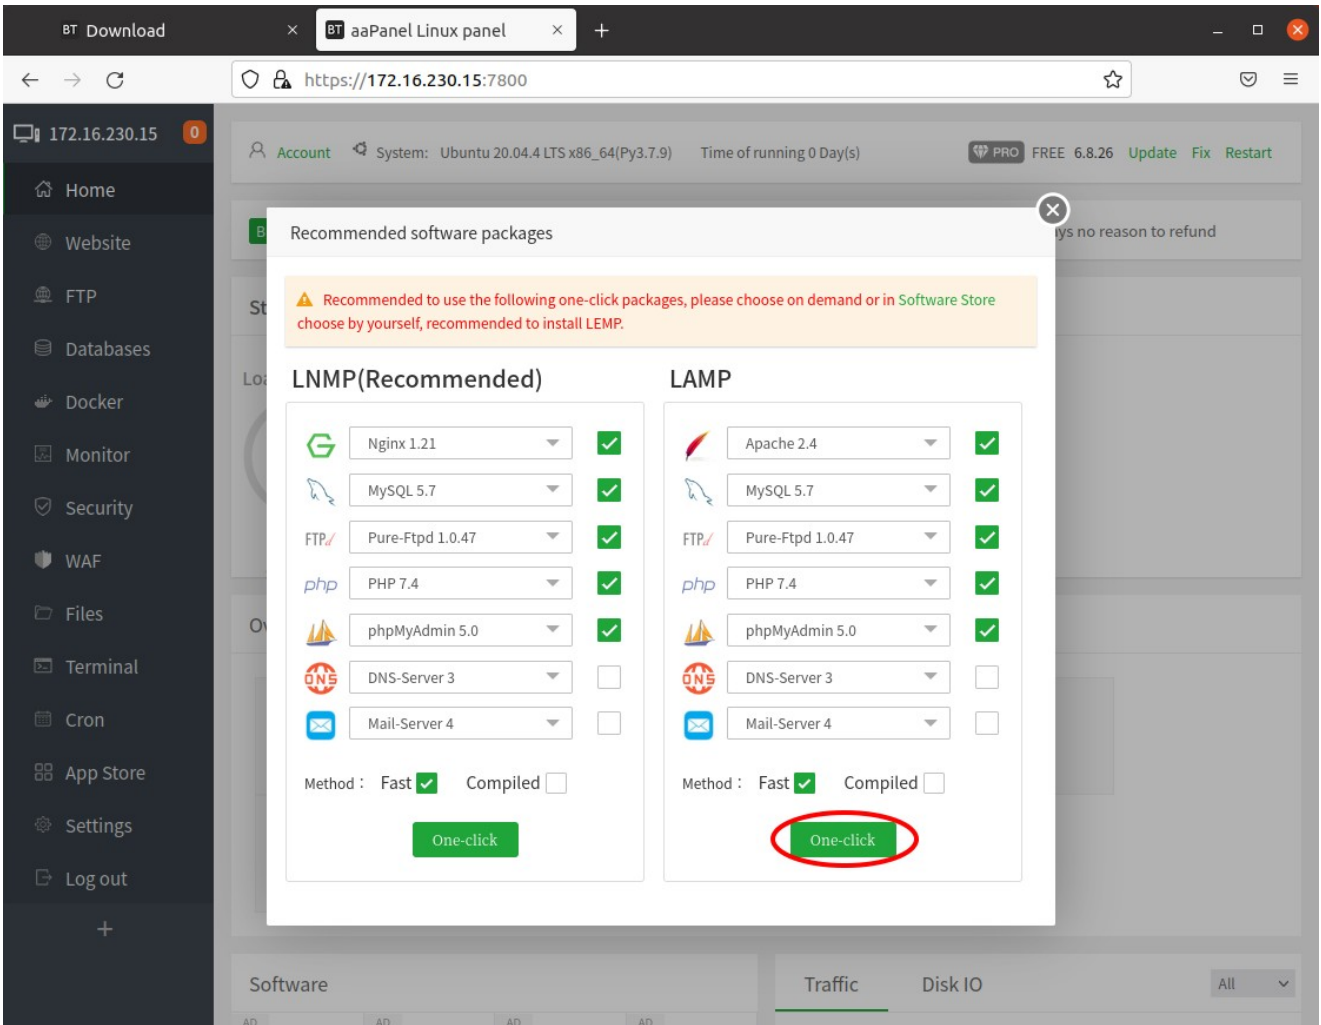 BT Download
BT aaPanel Linux panel
https://172.16.230.15:7800
172.16.230.15 0
Account System: Ubuntu 20.04.4 LTS x86_64(Py3.7.9) Time of running 0 Day(s) PRO FREE 6.8.26 Update Fix Restart
Home
Website
FTP
Databases
Docker
Monitor
Security
WAF
Files
Terminal
Cron
App Store
Settings
Log out
no reason to refund
Recommended software packages
Recommended to use the following one-click packages, please choose on demand or in Software Store
choose by yourself, recommended to install LEMP.
LNMP(Recommended)
Nginx 1.21
MySQL 5.7
FTPd Pure-Ftpd 1.0.47
php PHP 7.4
phpMyAdmin 5.0
DNS DNS-Server 3
Mail-Server 4
Method : Fast Compiled
One-click
LAMP
Apache 2.4
MySQL 5.7
FTPd Pure-Ftpd 1.0.47
php PHP 7.4
phpMyAdmin 5.0
DNS DNS-Server 3
Mail-Server 4
Method : Fast Compiled
One-click
Software
Traffic Disk IO All
AD AD AD AD